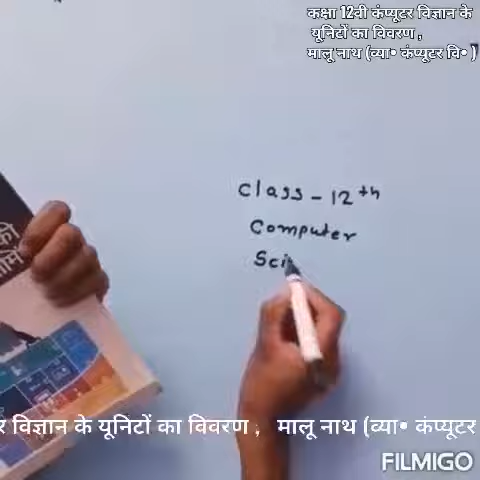 कक्षा 12वी कंप्यूटर विज्ञान के
यूनिटों का विवरण ,
मालू नाथ (व्या॰ कंप्यूटर वि॰ )
class - 12th
Computer
Sci
र विज्ञान के यूनिटों का विवरण , मालू नाथ (व्या॰ कंप्यूटर
FILMIGO